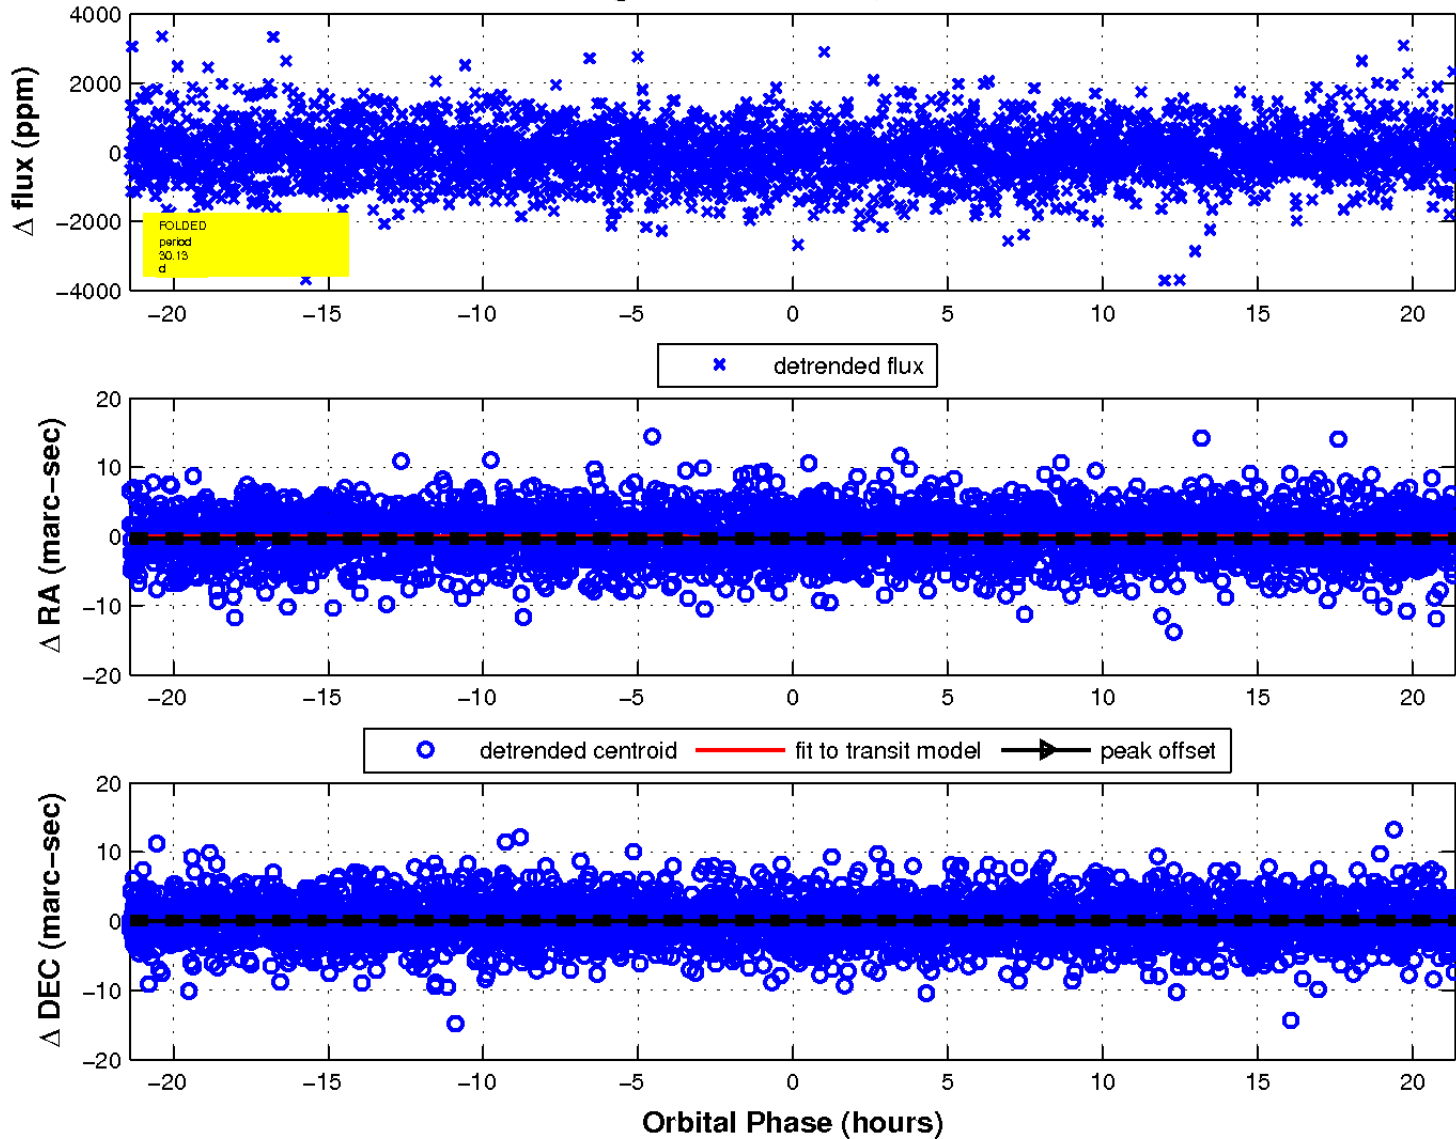 4000
2000
0
−2000
−4000
Δ flux (ppm)
FOLDED
period
30.13
d
−20 −15 −10 −5 0 5 10 15 20
detrended flux
20
10
0
−10
−20
Δ RA (marc−sec)
−20 −15 −10 −5 0 5 10 15 20
detrended centroid fit to transit model peak offset
20
10
0
−10
−20
Δ DEC (marc−sec)
−20 −15 −10 −5 0 5 10 15 20
Orbital Phase (hours)